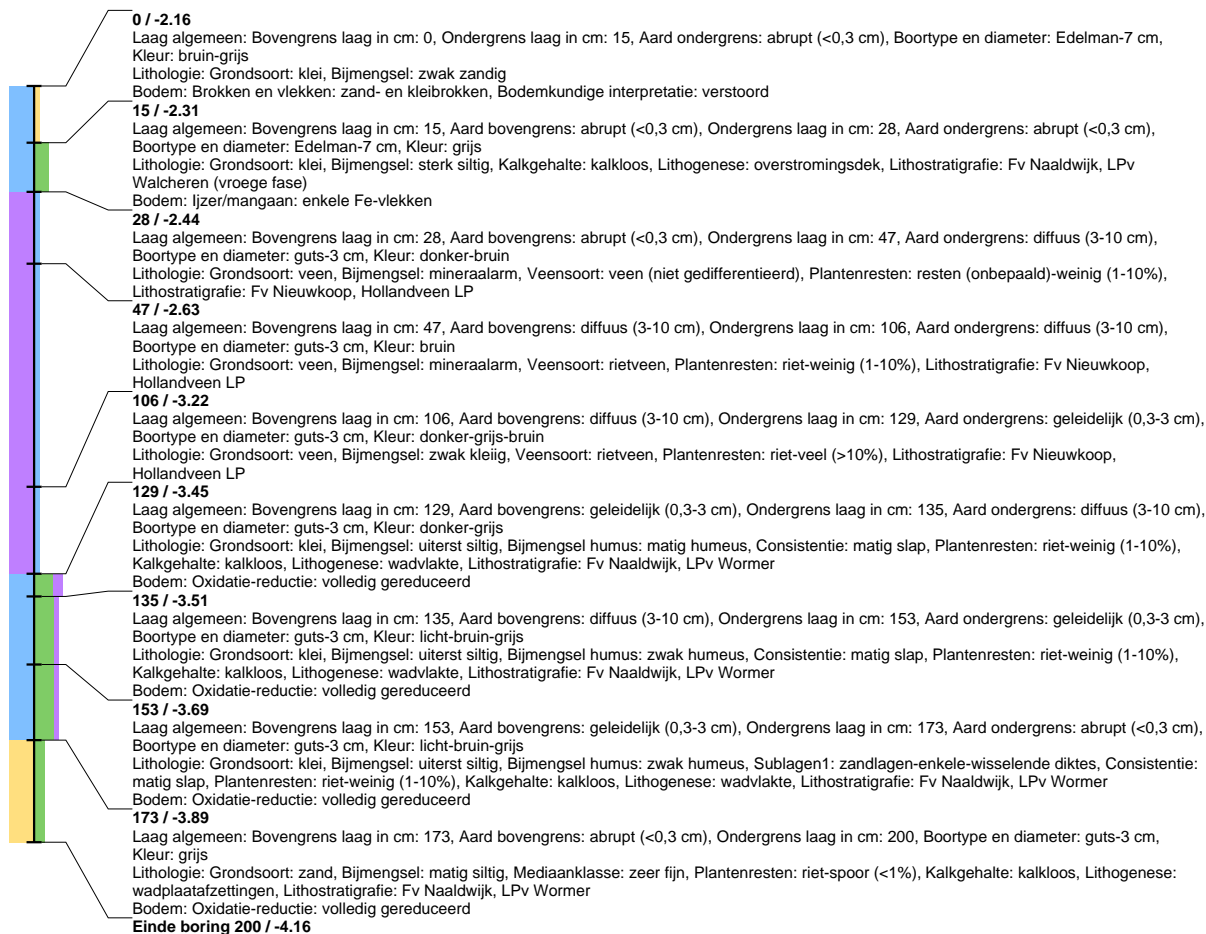 0 / -2.16
Laag algemeen: Bovengrens laag in cm: 0, Ondergrens laag in cm: 15, Aard ondergrens: abrupt (<0,3 cm), Boortype en diameter: Edelman-7 cm,
Kleur: bruin-grijs
Lithologie: Grondsoort: klei, Bijmengsel: zwak zandig
Bodem: Brokken en vlekken: zand- en kleibrokken, Bodemkundige interpretatie: verstoord
15 / -2.31
Laag algemeen: Bovengrens laag in cm: 15, Aard bovengrens: abrupt (<0,3 cm), Ondergrens laag in cm: 28, Aard ondergrens: abrupt (<0,3 cm),
Boortype en diameter: Edelman-7 cm, Kleur: grijs
Lithologie: Grondsoort: klei, Bijmengsel: sterk siltig, Kalkgehalte: kalkloos, Lithogenese: overstromingsdek, Lithostratigrafie: Fv Naaldwijk, LPv
Walcheren (vroege fase)
Bodem: Ijzer/mangaan: enkele Fe-vlekken
28 / -2.44
Laag algemeen: Bovengrens laag in cm: 28, Aard bovengrens: abrupt (<0,3 cm), Ondergrens laag in cm: 47, Aard ondergrens: diffuus (3-10 cm),
Boortype en diameter: guts-3 cm, Kleur: donker-bruin
Lithologie: Grondsoort: veen, Bijmengsel: mineraalarm, Veensoort: veen (niet gedifferentieerd), Plantenresten: resten (onbepaald)-weinig (1-10%),
Lithostratigrafie: Fv Nieuwkoop, Hollandveen LP
47 / -2.63
Laag algemeen: Bovengrens laag in cm: 47, Aard bovengrens: diffuus (3-10 cm), Ondergrens laag in cm: 106, Aard ondergrens: diffuus (3-10 cm),
Boortype en diameter: guts-3 cm, Kleur: bruin
Lithologie: Grondsoort: veen, Bijmengsel: mineraalarm, Veensoort: rietveen, Plantenresten: riet-weinig (1-10%), Lithostratigrafie: Fv Nieuwkoop,
Hollandveen LP
106 / -3.22
Laag algemeen: Bovengrens laag in cm: 106, Aard bovengrens: diffuus (3-10 cm), Ondergrens laag in cm: 129, Aard ondergrens: geleidelijk (0,3-3 cm),
Boortype en diameter: guts-3 cm, Kleur: donker-grijs-bruin
Lithologie: Grondsoort: veen, Bijmengsel: zwak kleiig, Veensoort: rietveen, Plantenresten: riet-veel (>10%), Lithostratigrafie: Fv Nieuwkoop,
Hollandveen LP
129 / -3.45
Laag algemeen: Bovengrens laag in cm: 129, Aard bovengrens: geleidelijk (0,3-3 cm), Ondergrens laag in cm: 135, Aard ondergrens: diffuus (3-10 cm),
Boortype en diameter: guts-3 cm, Kleur: donker-grijs
Lithologie: Grondsoort: klei, Bijmengsel: uiterst siltig, Bijmengsel humus: matig humeus, Consistentie: matig slap, Plantenresten: riet-weinig (1-10%),
Kalkgehalte: kalkloos, Lithogenese: wadvlakte, Lithostratigrafie: Fv Naaldwijk, LPv Wormer
Bodem: Oxidatie-reductie: volledig gereduceerd
135 / -3.51
Laag algemeen: Bovengrens laag in cm: 135, Aard bovengrens: diffuus (3-10 cm), Ondergrens laag in cm: 153, Aard ondergrens: geleidelijk (0,3-3 cm),
Boortype en diameter: guts-3 cm, Kleur: licht-bruin-grijs
Lithologie: Grondsoort: klei, Bijmengsel: uiterst siltig, Bijmengsel humus: zwak humeus, Consistentie: matig slap, Plantenresten: riet-weinig (1-10%),
Kalkgehalte: kalkloos, Lithogenese: wadvlakte, Lithostratigrafie: Fv Naaldwijk, LPv Wormer
Bodem: Oxidatie-reductie: volledig gereduceerd
153 / -3.69
Laag algemeen: Bovengrens laag in cm: 153, Aard bovengrens: geleidelijk (0,3-3 cm), Ondergrens laag in cm: 173, Aard ondergrens: abrupt (<0,3 cm),
Boortype en diameter: guts-3 cm, Kleur: licht-bruin-grijs
Lithologie: Grondsoort: klei, Bijmengsel: uiterst siltig, Bijmengsel humus: zwak humeus, Sublagen1: zandlagen-enkele-wisselende diktes, Consistentie:
matig slap, Plantenresten: riet-weinig (1-10%), Kalkgehalte: kalkloos, Lithogenese: wadvlakte, Lithostratigrafie: Fv Naaldwijk, LPv Wormer
Bodem: Oxidatie-reductie: volledig gereduceerd
173 / -3.89
Laag algemeen: Bovengrens laag in cm: 173, Aard bovengrens: abrupt (<0,3 cm), Ondergrens laag in cm: 200, Boortype en diameter: guts-3 cm,
Kleur: grijs
Lithologie: Grondsoort: zand, Bijmengsel: matig siltig, Mediaanklasse: zeer fijn, Plantenresten: riet-spoor (<1%), Kalkgehalte: kalkloos, Lithogenese:
wadplaatafzettingen, Lithostratigrafie: Fv Naaldwijk, LPv Wormer
Bodem: Oxidatie-reductie: volledig gereduceerd
Einde boring 200 / -4.16